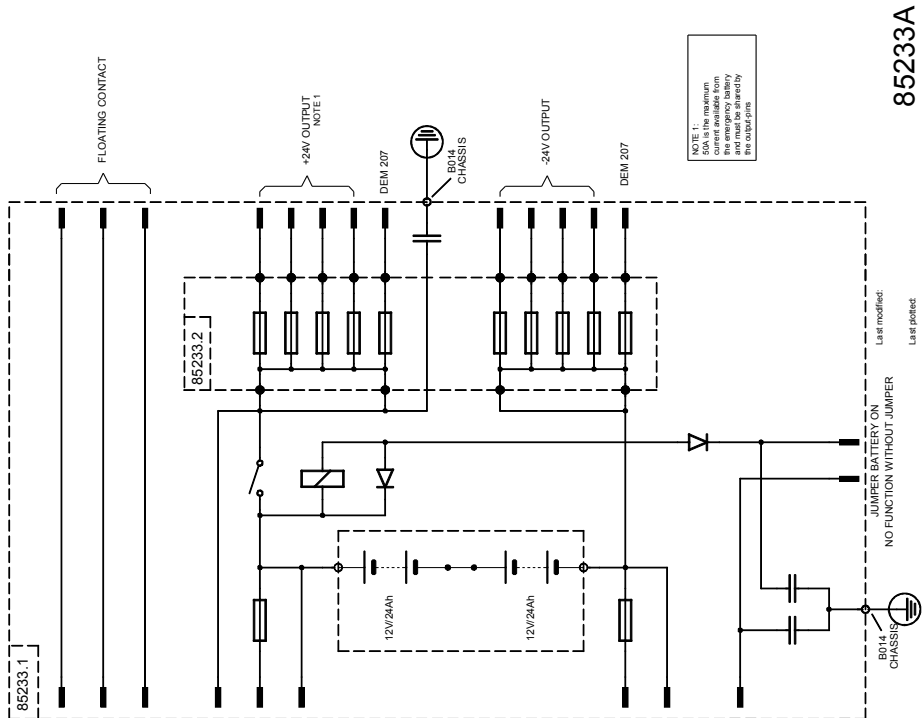 FLOATING CONTACT
+24V OUTPUT
NOTE 1
DEM 207
B014
CHASSIS
-24V OUTPUT
DEM 207
NOTE 1:
50A is the maximum
current available from
the emergency battery
and must be shared by
the output-pins
85233A
85233.2
85233.1
12V/24Ah
12V/24Ah
JUMPER BATTERY ON
NO FUNCTION WITHOUT JUMPER
B014
CHASSIS
Last modified:
Last plotted: